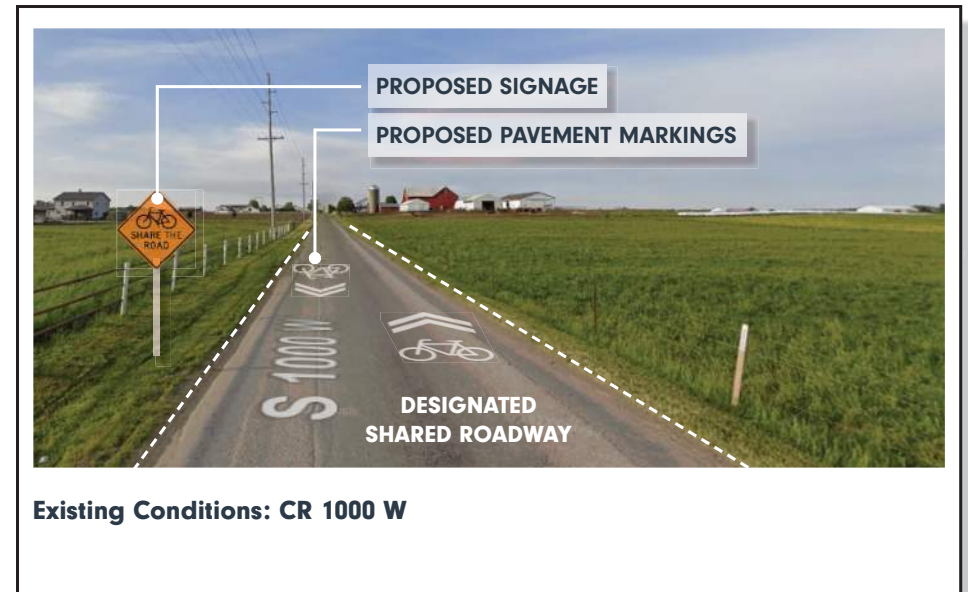 PROPOSED SIGNAGE
PROPOSED PAVEMENT MARKINGS
SHARE THE
ROAD
S 1000 W
DESIGNATED
SHARED ROADWAY
Existing Conditions: CR 1000 W